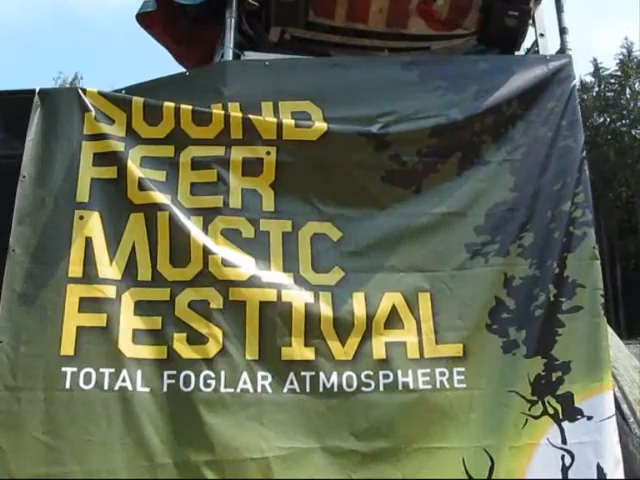 SOUND
FEER
MUSIC
FESTIVAL
TOTAL FOGLAR ATMOSPHERE